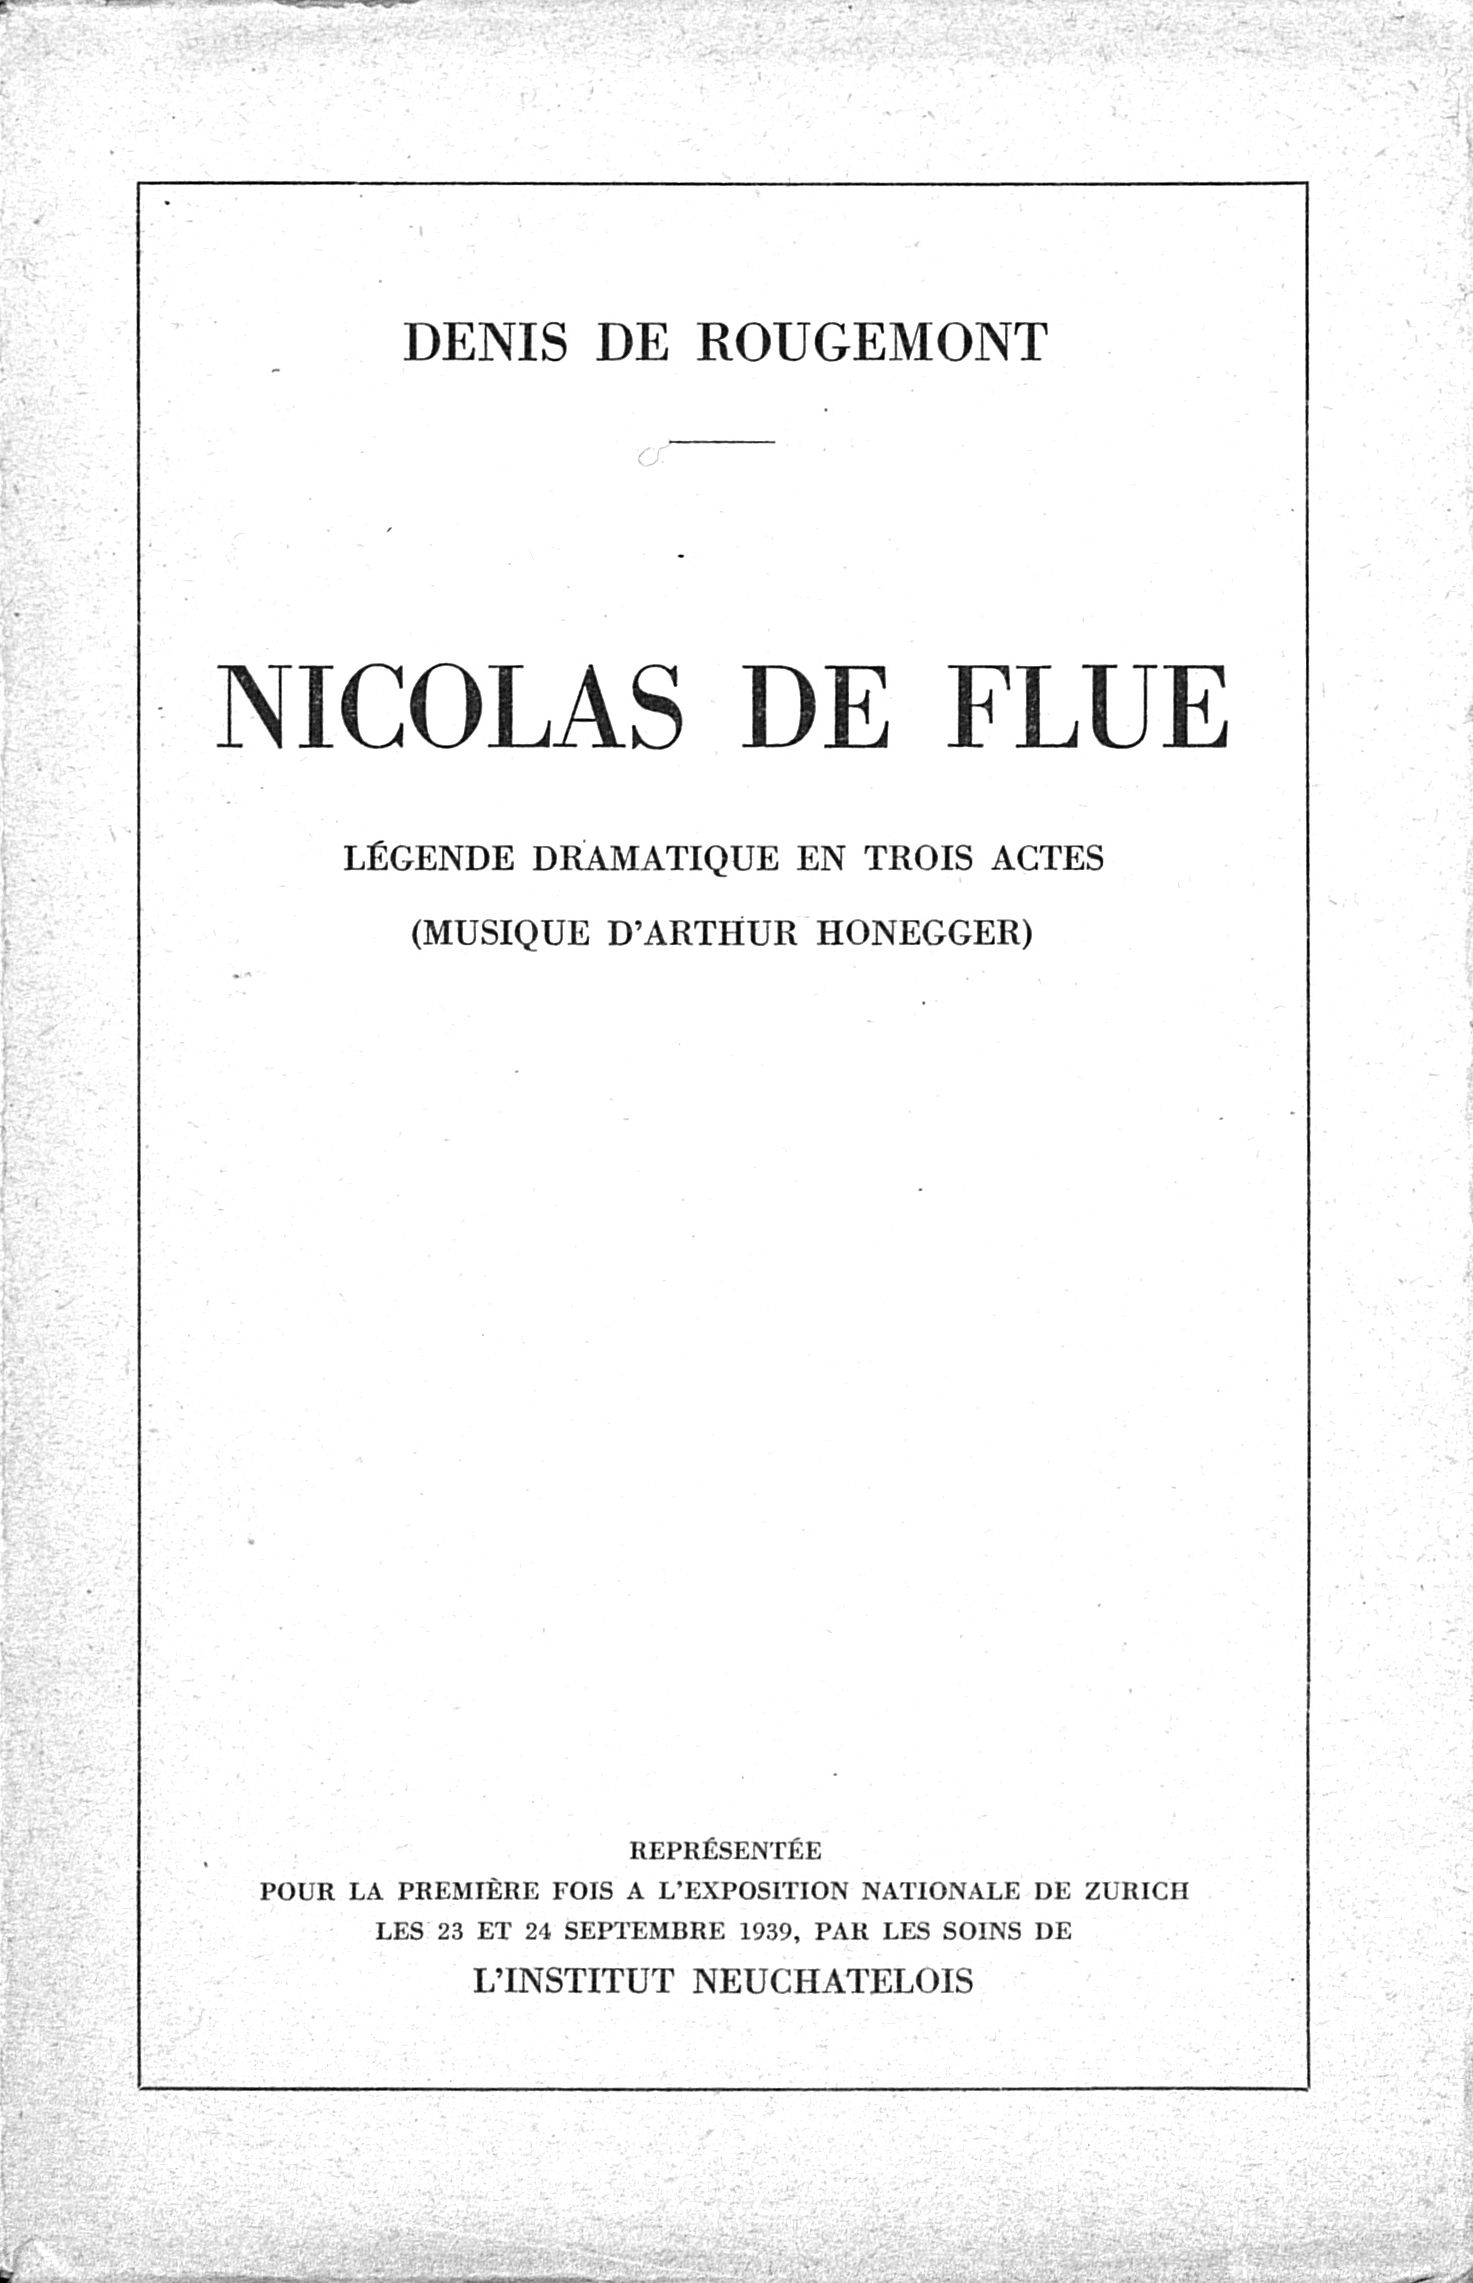 DENIS DE ROUGEMONT
NICOLAS DE FLUE
LÉGENDE DRAMATIQUE EN TROIS ACTES
(MUSIQUE D'ARTHUR HONEGGER)
REPRÉSENTÉE
POUR LA PREMIÈRE FOIS A L'EXPOSITION NATIONALE DE ZURICH
LES 23 ET 24 SEPTEMBRE 1939, PAR LES SOINS DE
L'INSTITUT NEUCHATELOIS